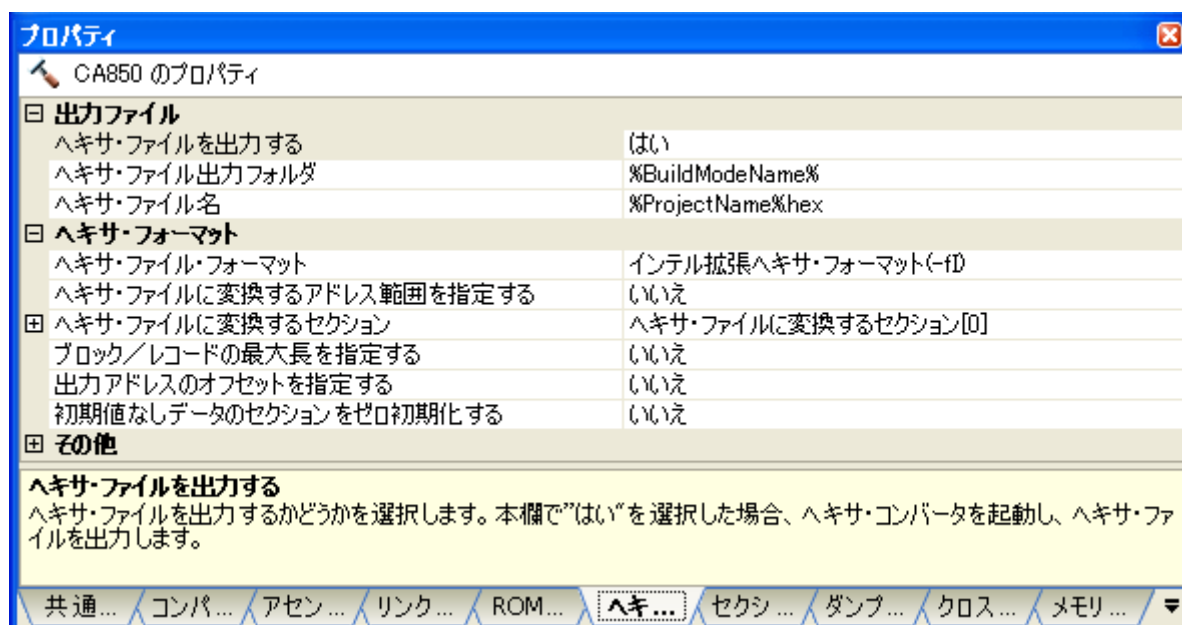 プロパティ
CA850 のプロパティ
出力ファイル
ヘキサ・ファイルを出力する はい
ヘキサ・ファイル出力フォルダ %BuildModeName%
ヘキサ・ファイル名 %ProjectName%hex
ヘキサ・フォーマット
ヘキサ・ファイル・フォーマット インテル拡張ヘキサ・フォーマット(-fI)
ヘキサ・ファイルに変換するアドレス範囲を指定する いいえ
ヘキサ・ファイルに変換するセクション ヘキサ・ファイルに変換するセクション[0]
ブロック／レコードの最大長を指定する いいえ
出力アドレスのオフセットを指定する いいえ
初期値なしデータのセクションをゼロ初期化する いいえ
その他
ヘキサ・ファイルを出力する
ヘキサ・ファイルを出力するかどうかを選択します。本欄で"はい"を選択した場合、ヘキサ・コンバータを起動し、ヘキサ・ファ
イルを出力します。
共通... コンパ... アセン... リンク... ROM... ヘキ... セクシ... ダンプ... クロス... メモリ...